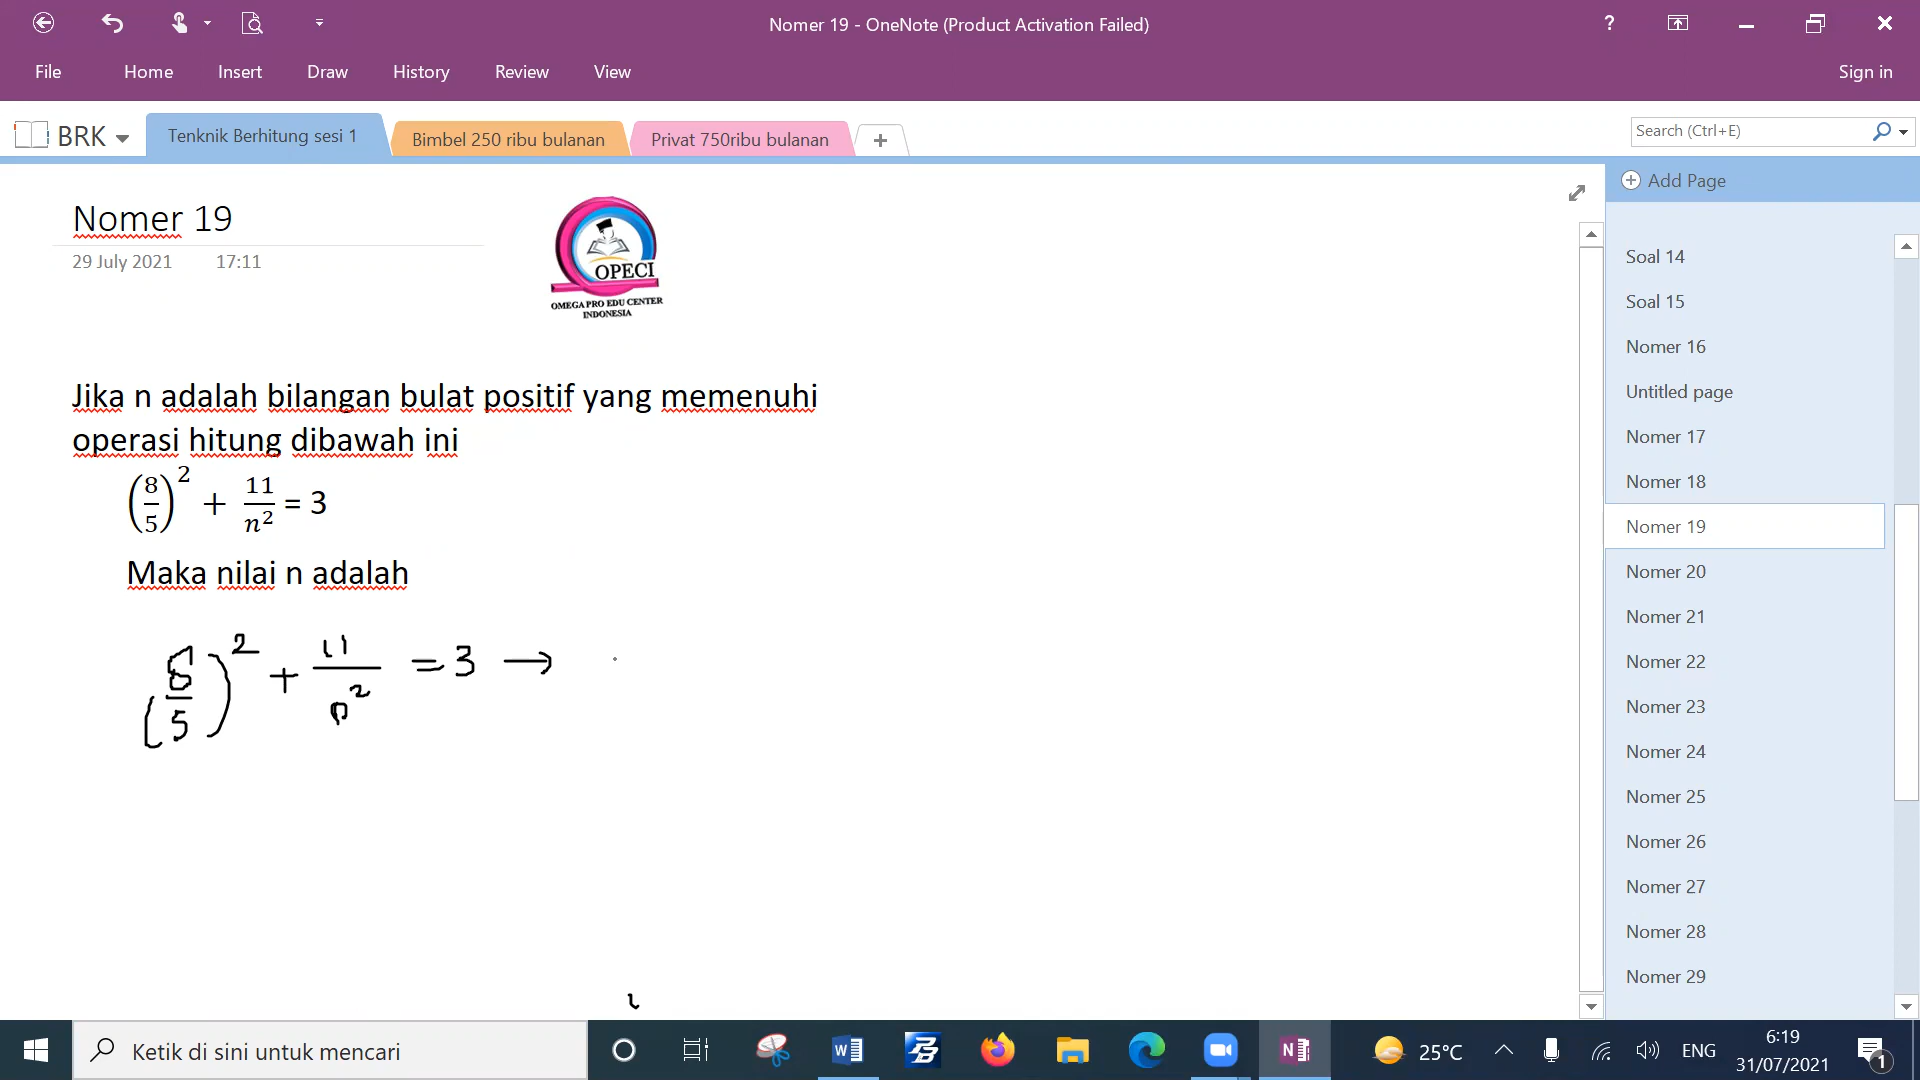 Nomer 19 - OneNote (Product Activation Failed)
?
File Home Insert Draw History Review View Sign in
BRK Tenknik Berhitung sesi 1 Bimbel 250 ribu bulanan Privat 750ribu bulanan +
Search (Ctrl+E)
Add Page
Nomer 19
29 July 2021 17:11
OPECI
OMEGA PRO EDU CENTER
INDONESIA
Jika n adalah bilangan bulat positif yang memenuhi
operasi hitung dibawah ini
(8/5)² + 11/n² = 3
Maka nilai n adalah
(8/5)² + 11/n² = 3 →
Soal 14
Soal 15
Nomer 16
Untitled page
Nomer 17
Nomer 18
Nomer 19
Nomer 20
Nomer 21
Nomer 22
Nomer 23
Nomer 24
Nomer 25
Nomer 26
Nomer 27
Nomer 28
Nomer 29
Ketik di sini untuk mencari
25°C
ENG
6:19
31/07/2021
1